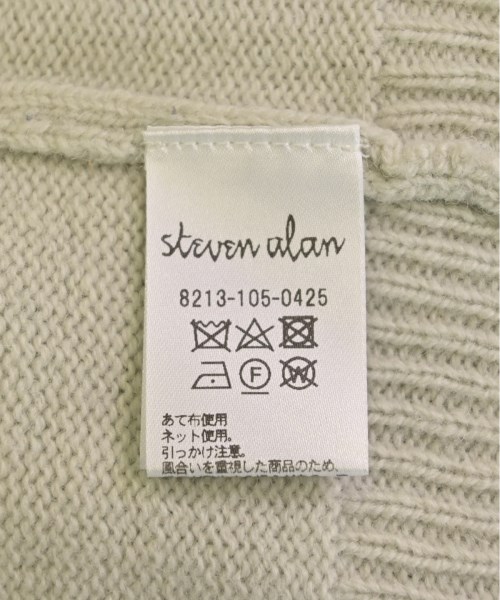 steven alan
8213-105-0425
F W
あて布使用
ネット使用。
引っかけ注意。
風合いを重視した商品のため、